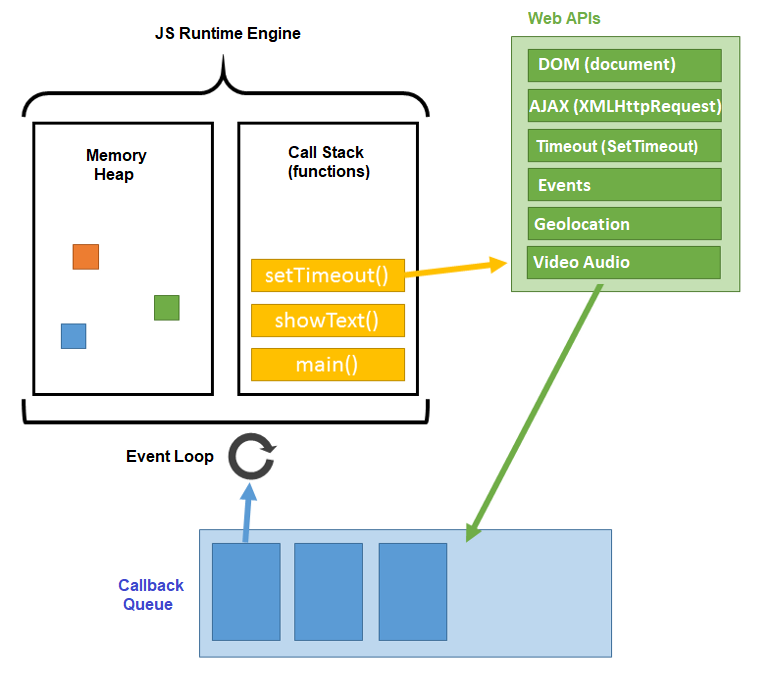 Web APIs
JS Runtime Engine
DOM (document)
AJAX (XMLHttpRequest)
Timeout (SetTimeout)
Events
Geolocation
Video Audio
Memory
Heap
Call Stack
(functions)
setTimeout()
showText()
main()
Event Loop
Callback
Queue